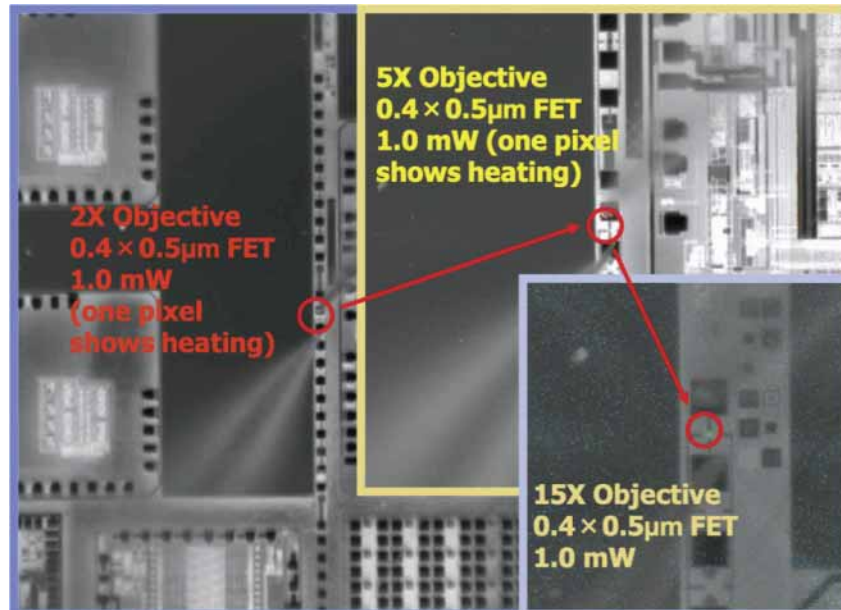 2X Objective
0.4 × 0.5µm FET
1.0 mW
(one pixel
shows heating)
5X Objective
0.4 × 0.5µm FET
1.0 mW (one pixel
shows heating)
15X Objective
0.4 × 0.5µm FET
1.0 mW